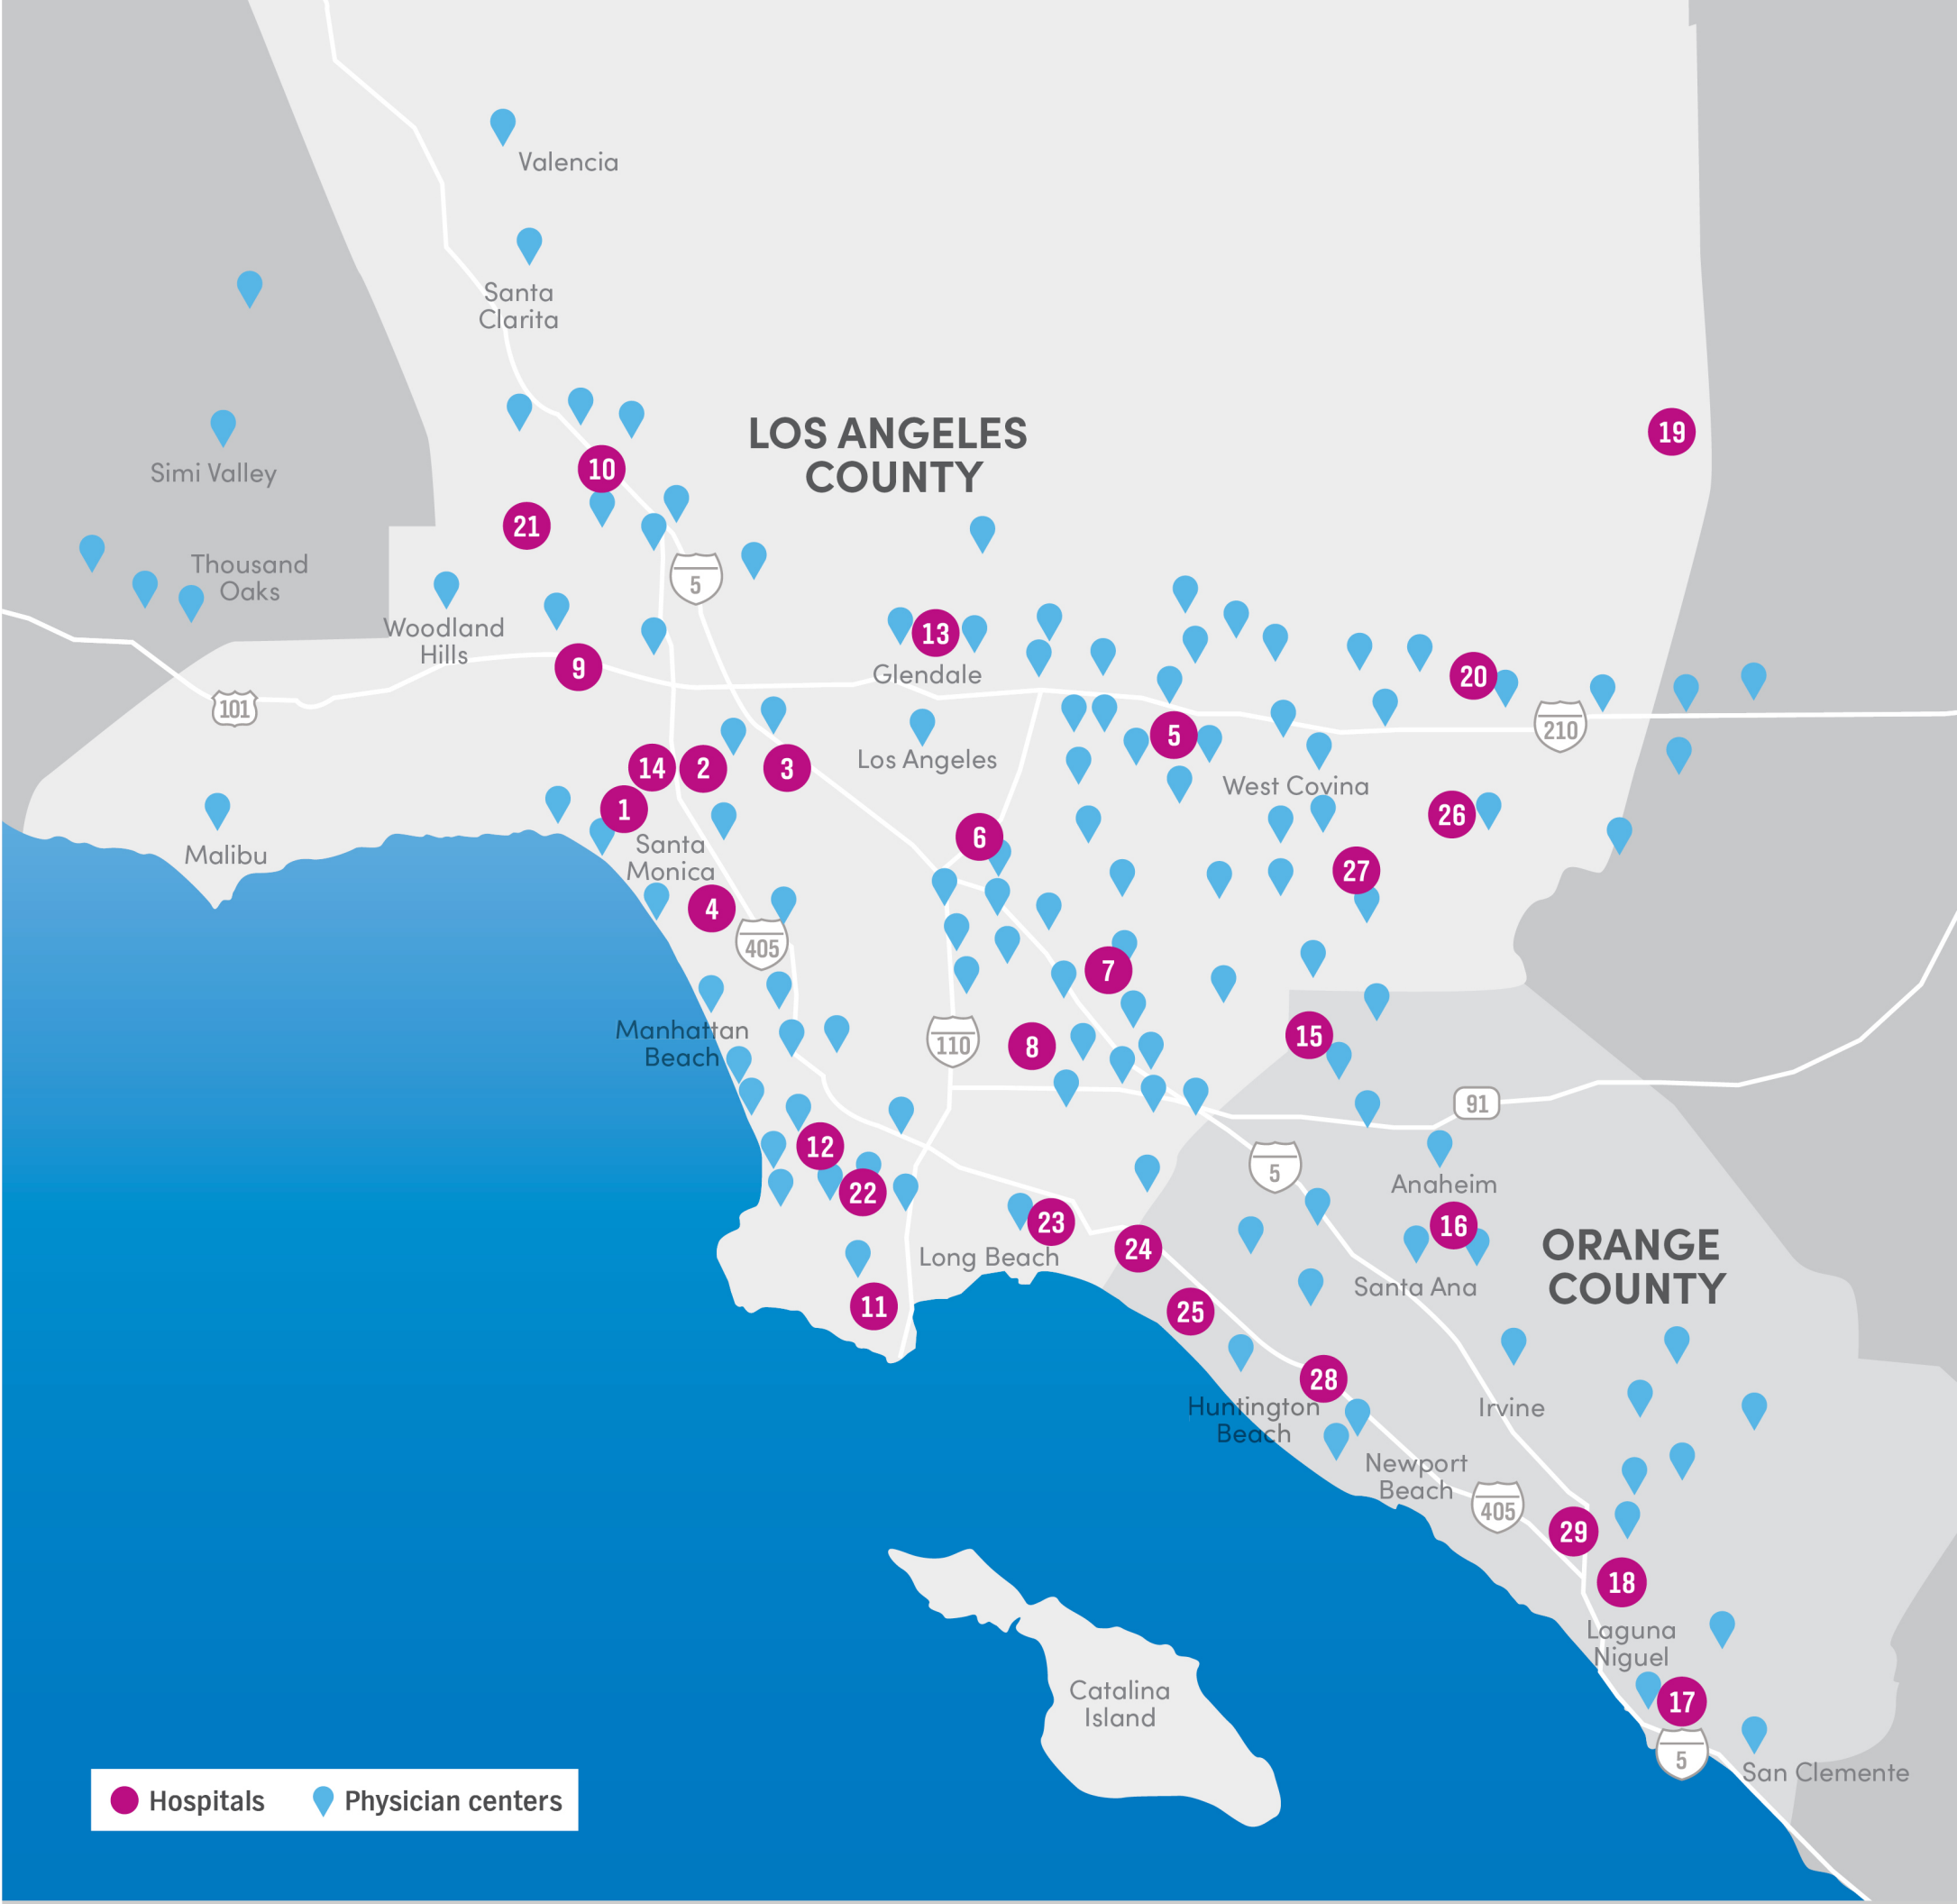 Valencia
Santa
Clarita
LOS ANGELES
COUNTY
19
10
Simi Valley
21
Thousand
Oaks
5
Woodland
Hills
13
9
Glendale
20
101
210
5
Los Angeles
14
2
3
West Covina
1
26
6
Santa
Monica
Malibu
27
4
405
7
Manhattan
Beach
110
8
15
91
12
5
Anaheim
22
23
16
24
Long Beach
ORANGE
COUNTY
Santa Ana
11
25
28
Huntington
Beach
Irvine
Newport
Beach
405
29
18
Laguna
Niguel
Catalina
Island
17
5
San Clemente
Hospitals
Physician centers